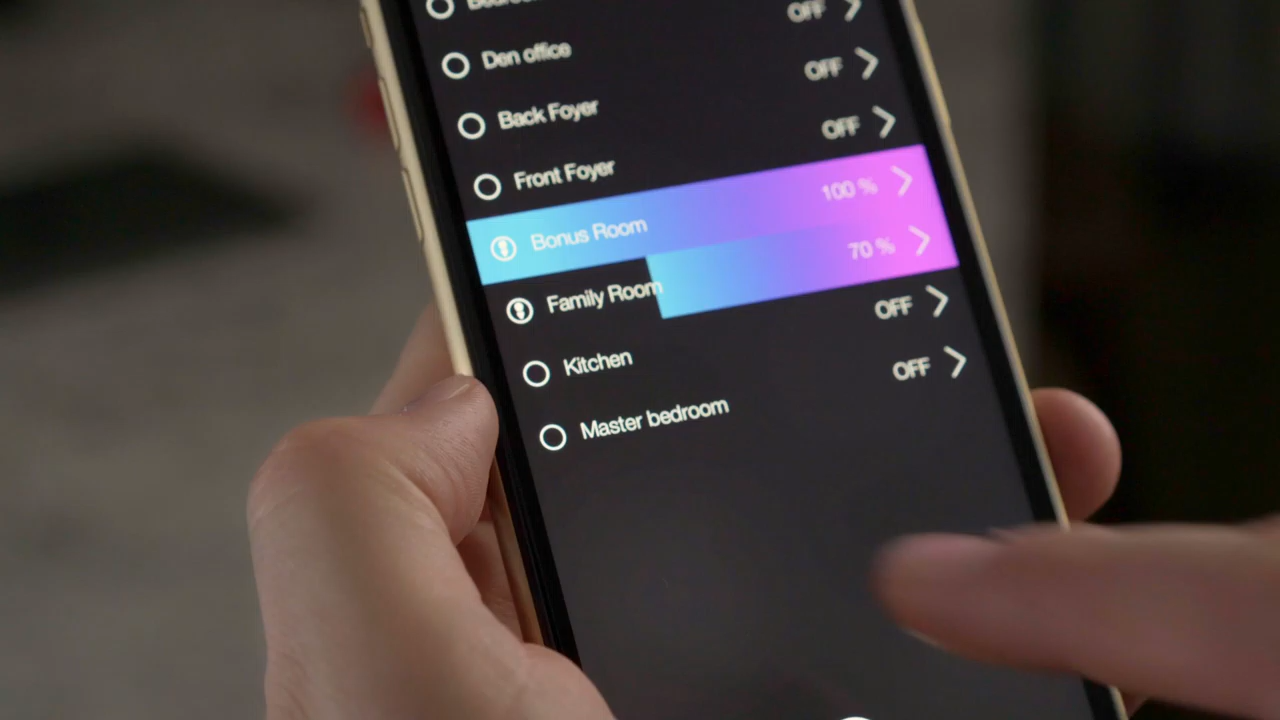 OFF
Den office OFF
Back Foyer OFF
Front Foyer
Bonus Room 100 %
Family Room 70 %
Kitchen OFF
Master bedroom OFF